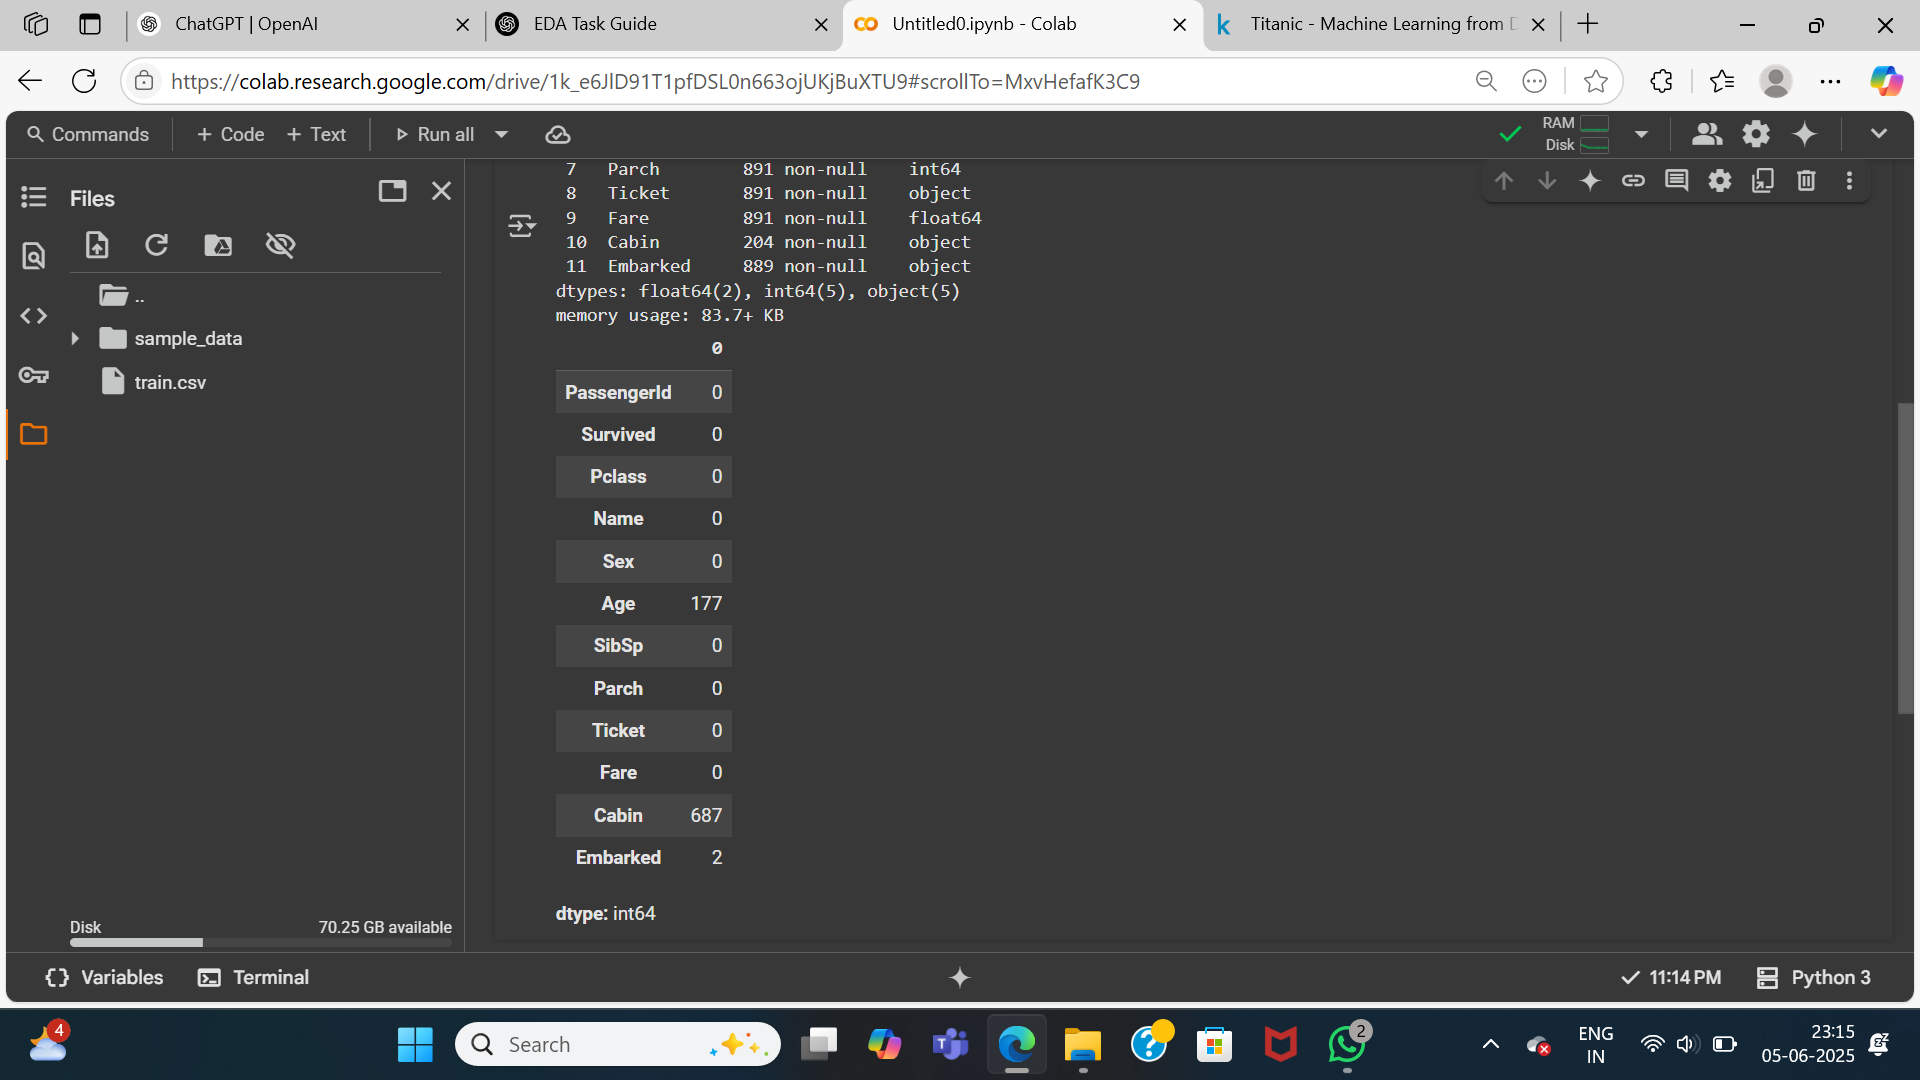 ChatGPT | OpenAI
EDA Task Guide
Untitled0.ipynb - Colab
Titanic - Machine Learning from D
https://colab.research.google.com/drive/1k_e6JlD91T1pfDSL0n663ojUKjBuXTU9#scrollTo=MxvHefafK3C9
Commands + Code + Text Run all
RAM
Disk
Files
..
sample_data
train.csv
Disk 70.25 GB available
7 Parch 891 non-null int64
8 Ticket 891 non-null object
9 Fare 891 non-null float64
10 Cabin 204 non-null object
11 Embarked 889 non-null object
dtypes: float64(2), int64(5), object(5)
memory usage: 83.7+ KB
0
PassengerId 0
Survived 0
Pclass 0
Name 0
Sex 0
Age 177
SibSp 0
Parch 0
Ticket 0
Fare 0
Cabin 687
Embarked 2
dtype: int64
{} Variables Terminal
11:14 PM Python 3
4
Search
2
ENG
IN
23:15
05-06-2025